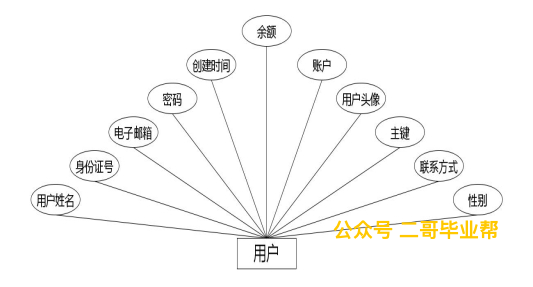 余额
创建时间
账户
密码
用户头像
电子邮箱
主键
身份证号
联系方式
用户姓名
性别
公众号 二哥毕业帮
用户